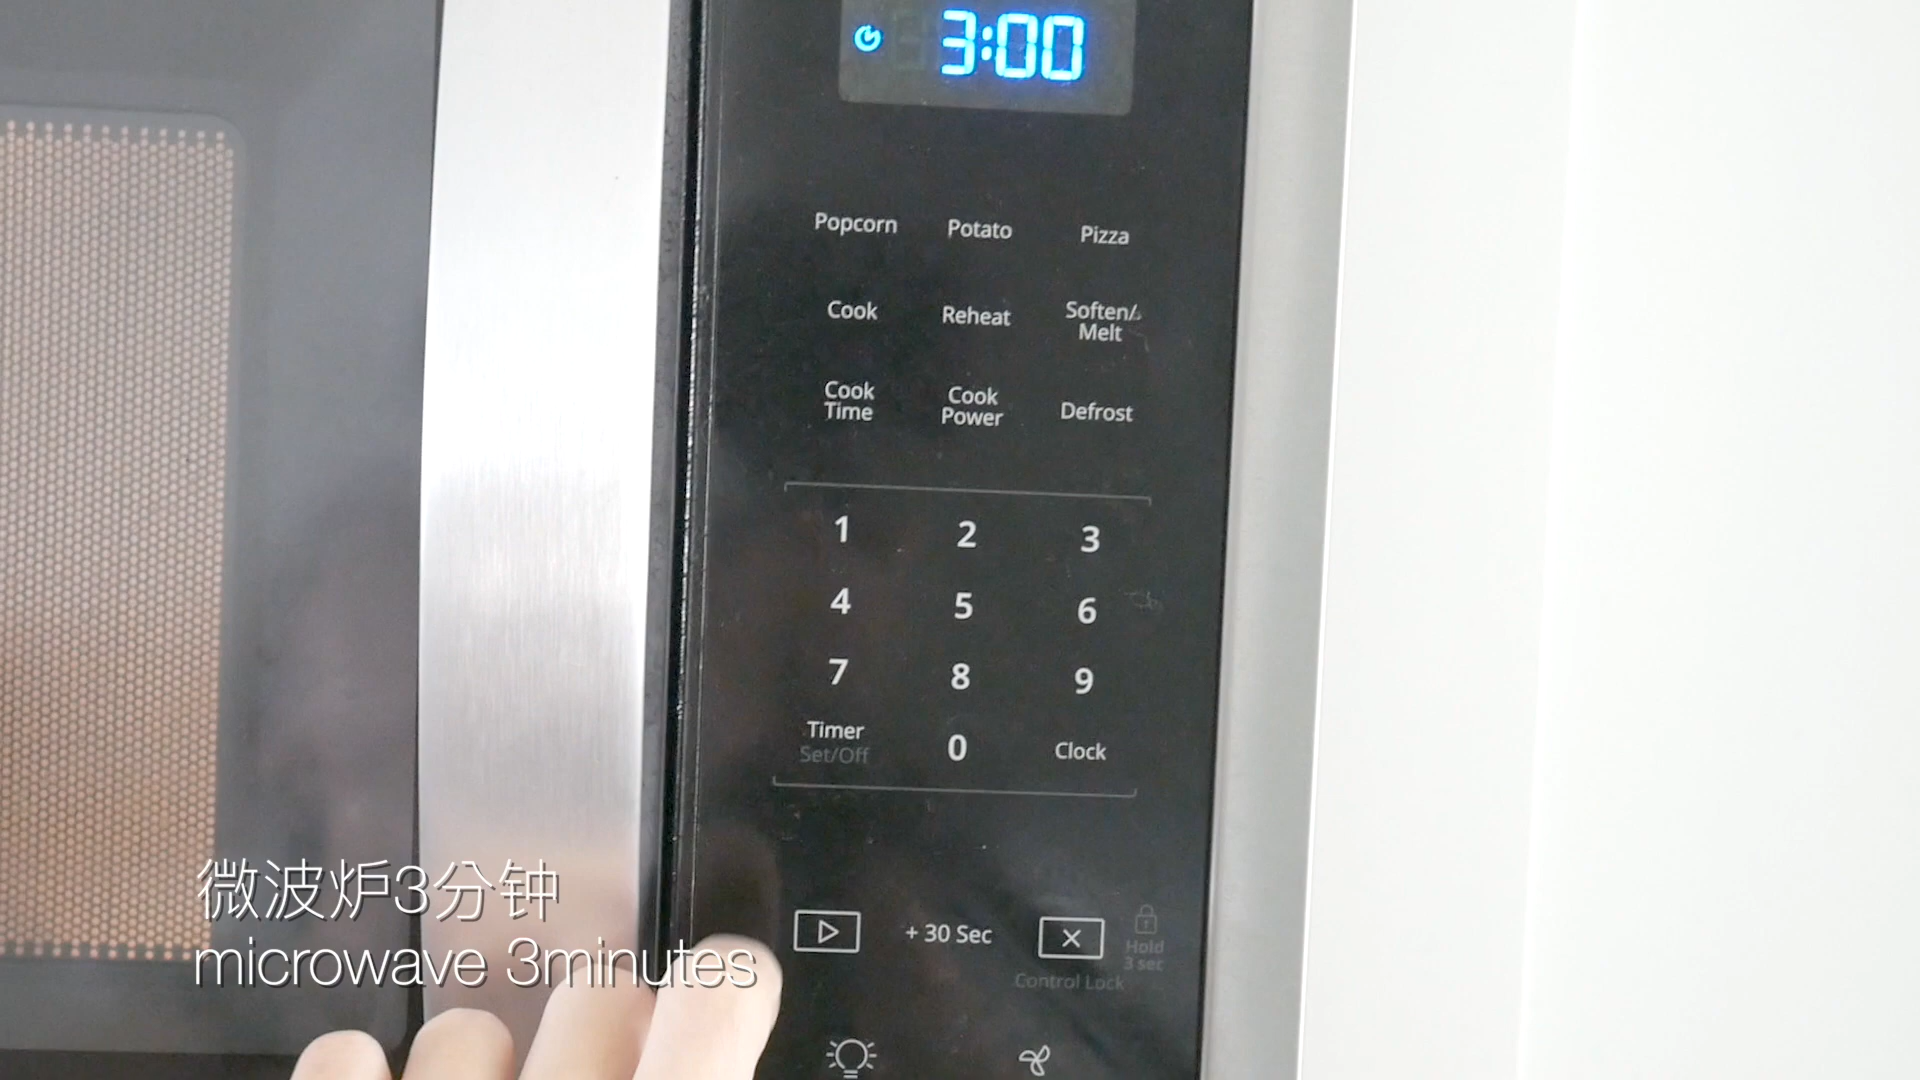 3:00
Popcorn Potato Pizza
Cook Reheat Soften/
Melt
Cook
Time
Cook
Power
Defrost
1 2 3
4 5 6
7 8 9
Timer
Set/Off
0 Clock
+ 30 Sec
Hold
3 sec
Control Lock
微波炉3分钟
microwave 3minutes